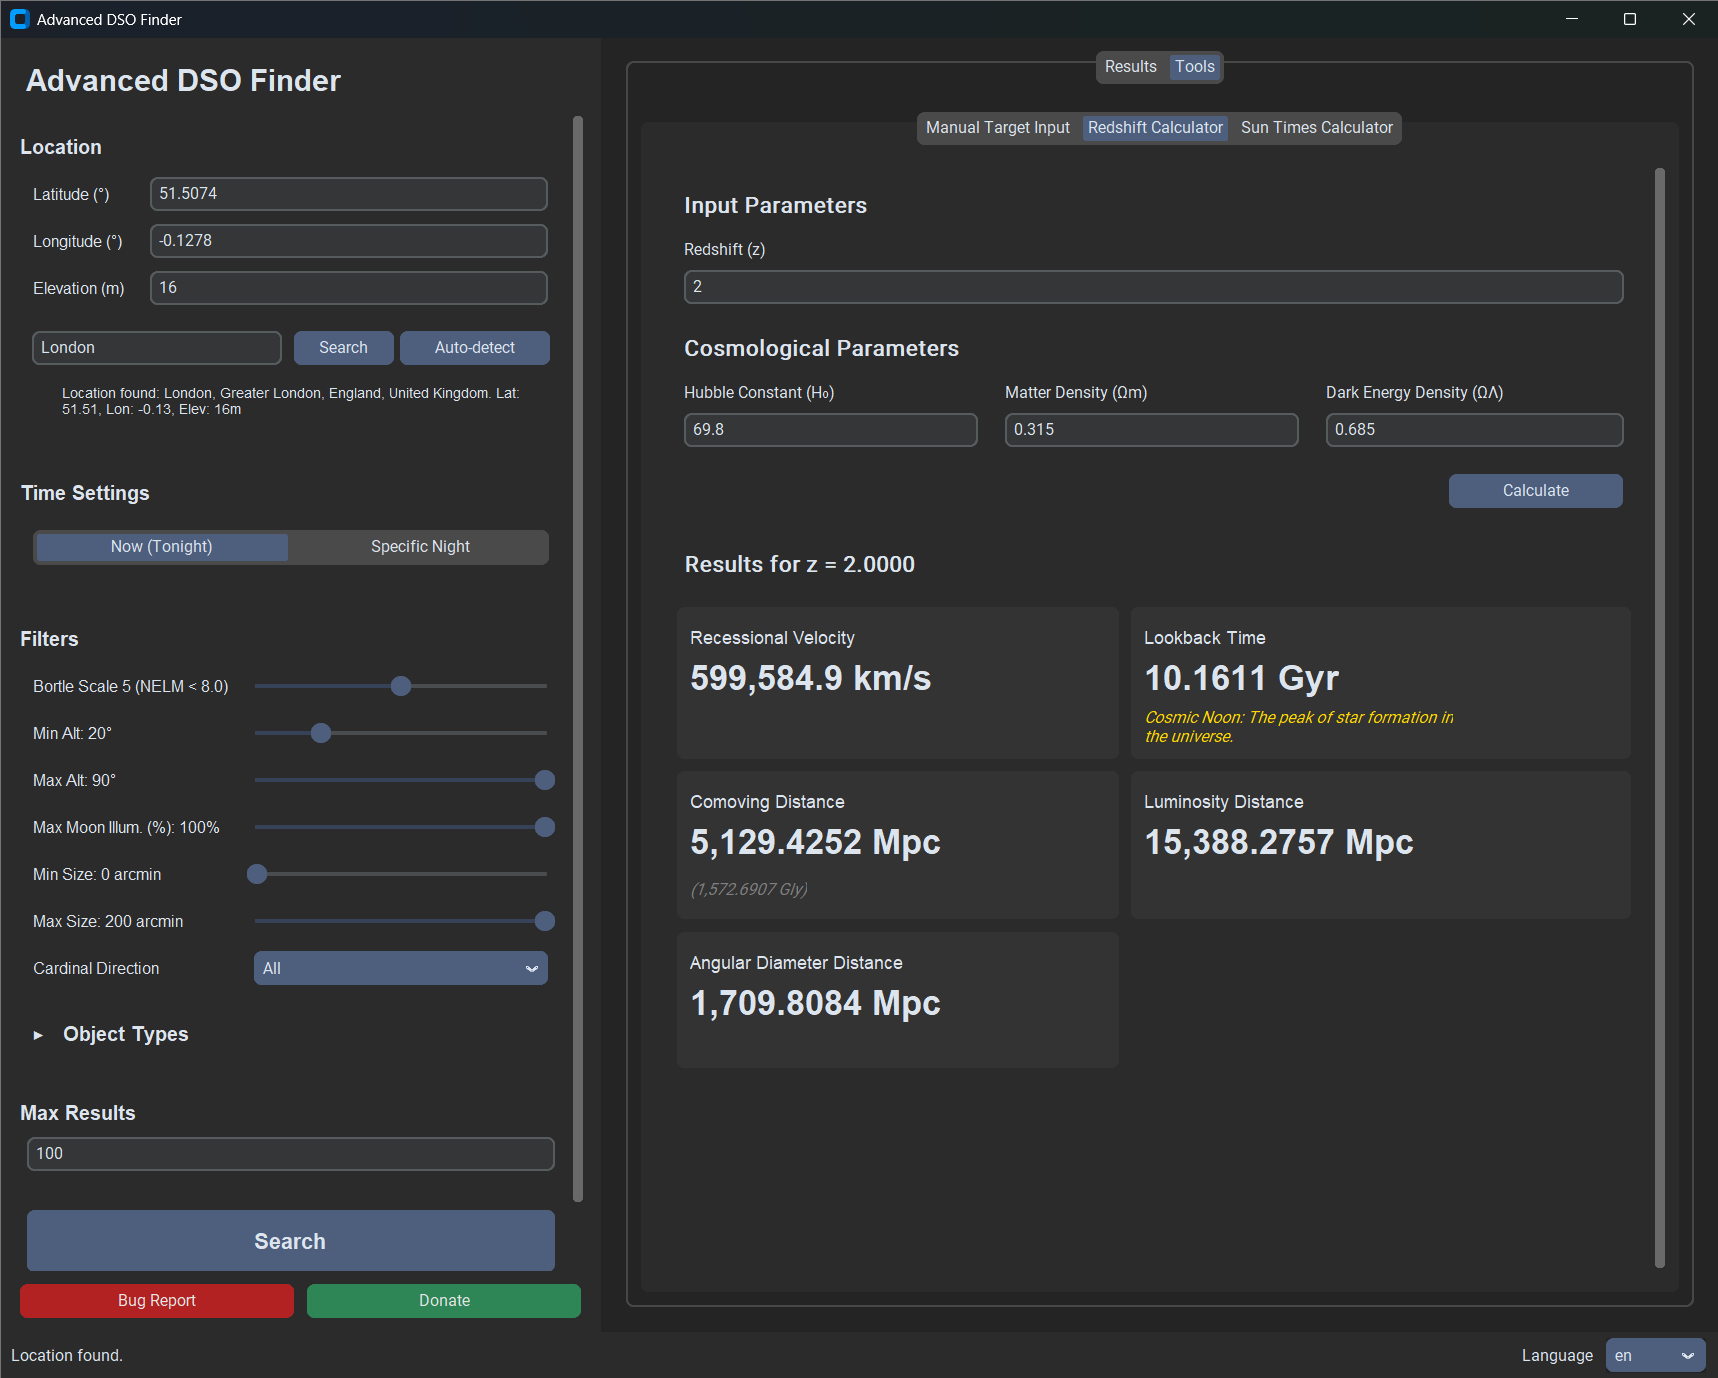 Advanced DSO Finder
Advanced DSO Finder
Location
Latitude (°)
51.5074
Longitude (°)
-0.1278
Elevation (m)
16
London
Search
Auto-detect
Location found: London, Greater London, England, United Kingdom. Lat:
51.51, Lon: -0.13, Elev: 16m
Time Settings
Now (Tonight)
Specific Night
Filters
Bortle Scale 5 (NELM < 8.0)
Min Alt: 20°
Max Alt: 90°
Max Moon Illum. (%): 100%
Min Size: 0 arcmin
Max Size: 200 arcmin
Cardinal Direction
All
► Object Types
Max Results
100
Search
Bug Report
Donate
Location found.
Results
Tools
Manual Target Input
Redshift Calculator
Sun Times Calculator
Input Parameters
Redshift (z)
2
Cosmological Parameters
Hubble Constant (H₀)
69.8
Matter Density (Ωm)
0.315
Dark Energy Density (ΩΛ)
0.685
Calculate
Results for z = 2.0000
Recessional Velocity
599,584.9 km/s
Lookback Time
10.1611 Gyr
Cosmic Noon: The peak of star formation in
the universe.
Comoving Distance
5,129.4252 Mpc
(1,572.6907 Gly)
Luminosity Distance
15,388.2757 Mpc
Angular Diameter Distance
1,709.8084 Mpc
Language
en